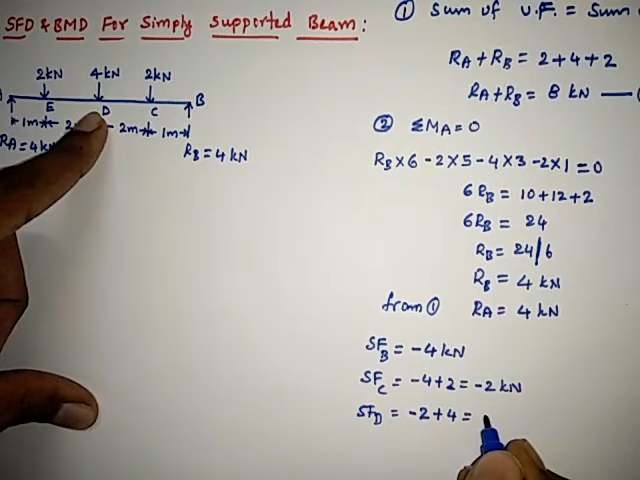 SFD & BMD For Simply Supported Beam:
2kN 4kN 2kN
B
E D C
1m 2m 1m
RA = 4k
RB = 4 kN
① Sum of U.F. = Sum
RA + RB = 2+4+2
RA + RB = 8 kN
② ΣMA = 0
RB × 6 - 2×5 - 4×3 - 2×1 = 0
6RB = 10+12+2
6RB = 24
RB = 24/6
RB = 4 kN
from ① RA = 4 kN
SFB = -4 kN
SFC = -4+2 = -2 kN
SFD = -2+4 =